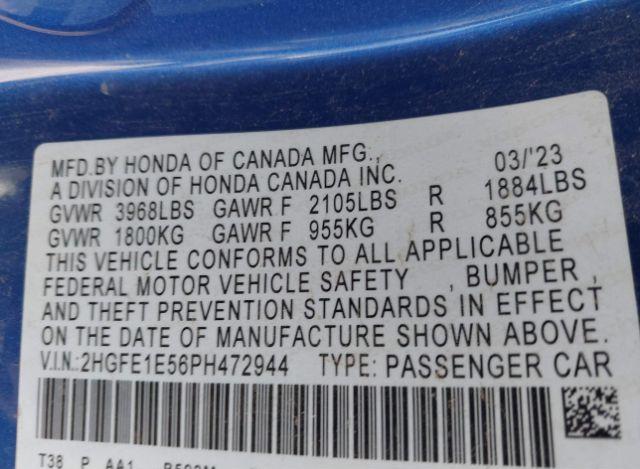 MFD.BY HONDA OF CANADA MFG., 03/'23
A DIVISION OF HONDA CANADA INC.
GVWR 3968LBS GAWR F 2105LBS R 1884LBS
GVWR 1800KG GAWR F 955KG R 855KG
THIS VEHICLE CONFORMS TO ALL APPLICABLE
FEDERAL MOTOR VEHICLE SAFETY , BUMPER ,
AND THEFT PREVENTION STANDARDS IN EFFECT
ON THE DATE OF MANUFACTURE SHOWN ABOVE.
V.I.N.:2HGFE1E56PH472944 TYPE: PASSENGER CAR
T38 P AA1